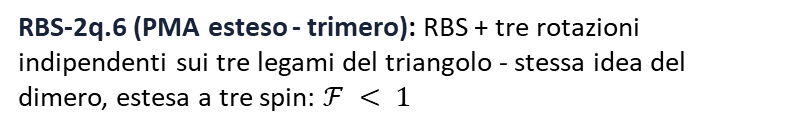 RBS-2q.6 (PMA esteso - trimero): RBS + tre rotazioni
indipendenti sui tre legami del triangolo - stessa idea del
dimero, estesa a tre spin: ℱ < 1